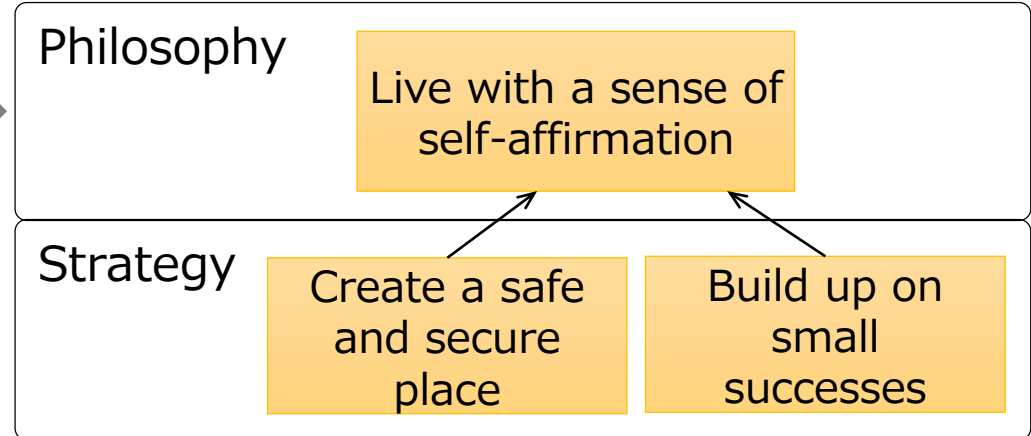 Philosophy
Live with a sense of
self-affirmation
Strategy
Create a safe
and secure
place
Build up on
small
successes